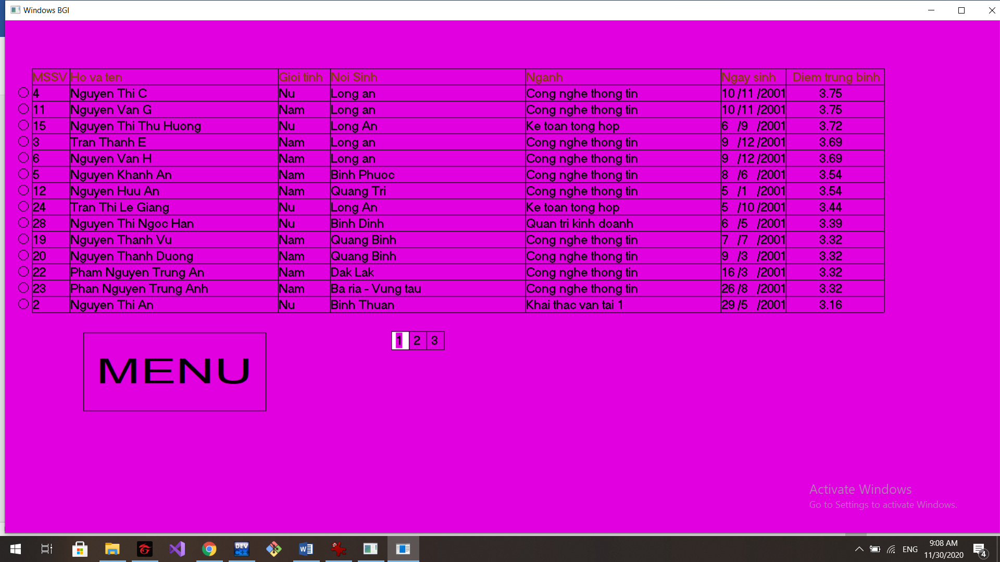 Windows BGI
MSSV Ho va ten Gioi tinh Noi Sinh Nganh Ngay sinh Diem trung binh
4 Nguyen Thi C Nu Long an Cong nghe thong tin 10 /11 /2001 3.75
11 Nguyen Van G Nam Long an Cong nghe thong tin 10 /11 /2001 3.75
15 Nguyen Thi Thu Huong Nu Long An Ke toan tong hop 6 /9 /2001 3.72
3 Tran Thanh E Nam Long an Cong nghe thong tin 9 /12 /2001 3.69
6 Nguyen Van H Nam Long an Cong nghe thong tin 9 /12 /2001 3.69
5 Nguyen Khanh An Nam Binh Phuoc Cong nghe thong tin 8 /6 /2001 3.54
12 Nguyen Huu An Nam Quang Tri Cong nghe thong tin 5 /1 /2001 3.54
24 Tran Thi Le Giang Nu Long An Ke toan tong hop 5 /10 /2001 3.44
28 Nguyen Thi Ngoc Han Nu Binh Dinh Quan tri kinh doanh 6 /5 /2001 3.39
19 Nguyen Thanh Vu Nam Quang Binh Cong nghe thong tin 7 /7 /2001 3.32
20 Nguyen Thanh Duong Nam Quang Binh Cong nghe thong tin 9 /3 /2001 3.32
22 Pham Nguyen Trung An Nam Dak Lak Cong nghe thong tin 16 /3 /2001 3.32
23 Phan Nguyen Trung Anh Nam Ba ria - Vung tau Cong nghe thong tin 26 /8 /2001 3.32
2 Nguyen Thi An Nu Binh Thuan Khai thac van tai 1 29 /5 /2001 3.16
1 2 3
MENU
Activate Windows
Go to Settings to activate Windows.
DEV
C++
W
ENG
9:08 AM
11/30/2020
4